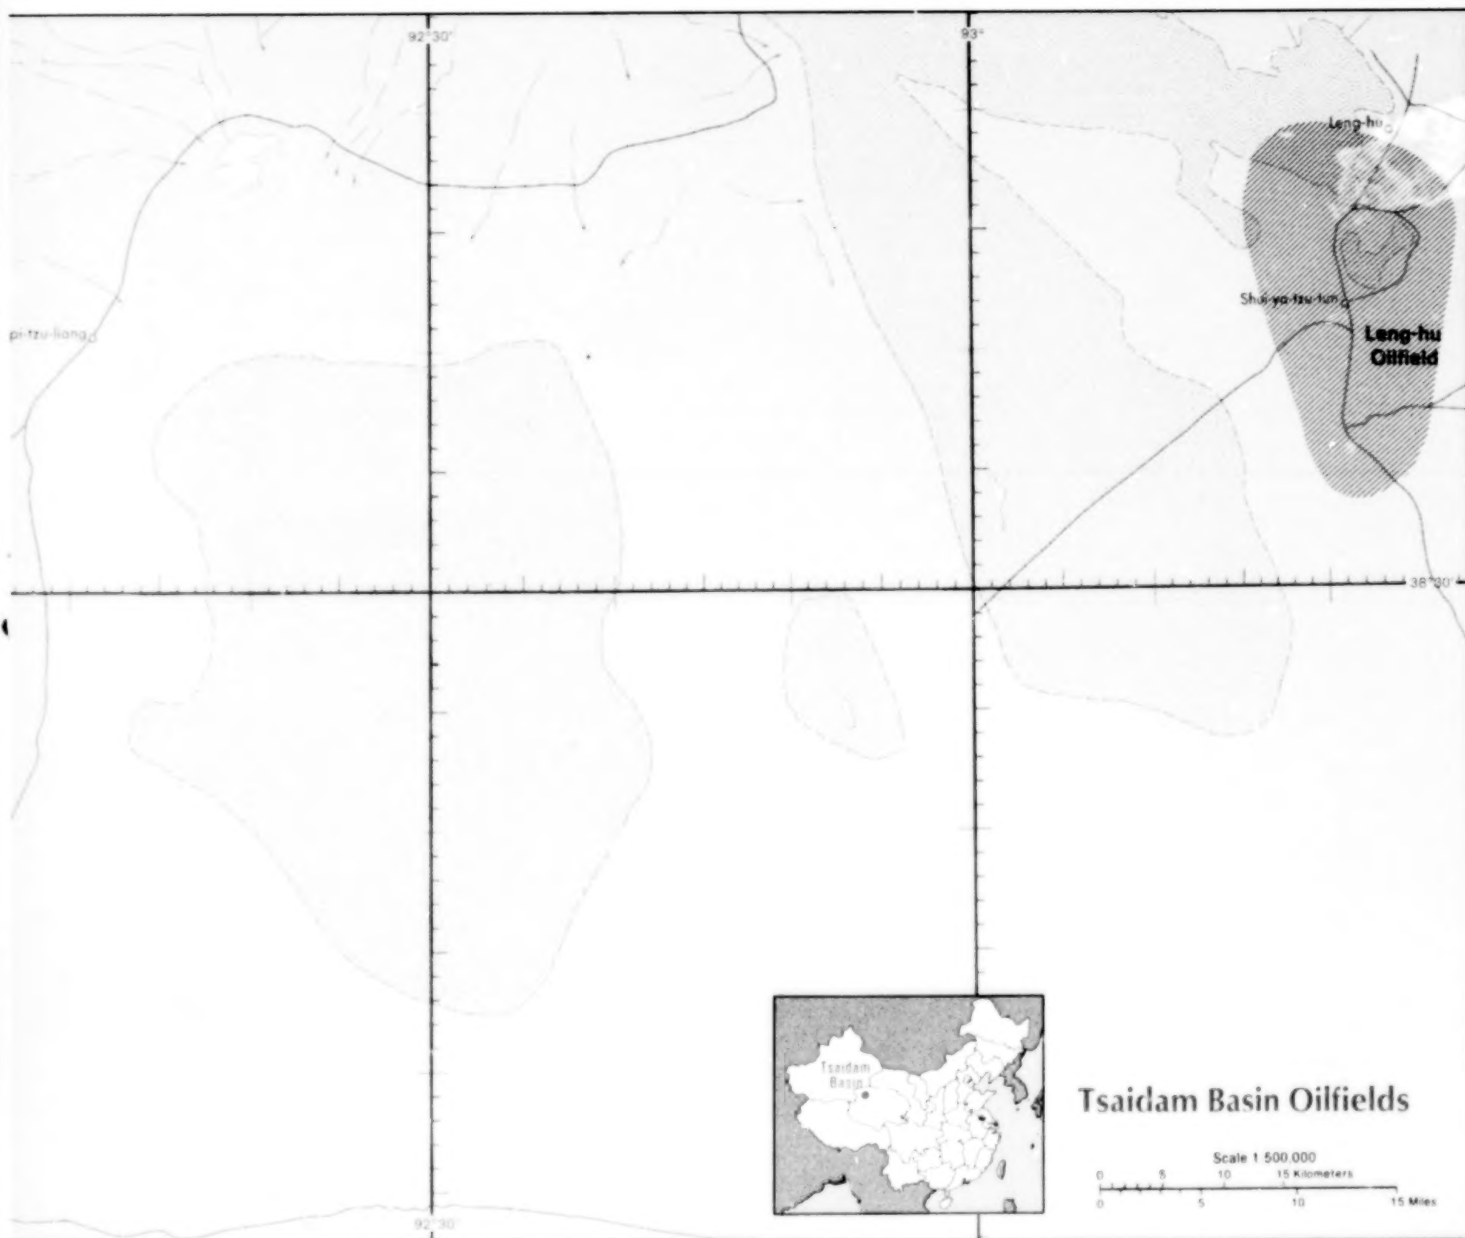 92°30'
93°
Leng-hu
Shui-ya-tzu-tun
pi-tzu-liang
Leng-hu
Oilfield
38°30'
Tsaidam
Basin
Tsaidam Basin Oilfields
Scale 1 500,000
0 5 10 15 Kilometers
0 5 10 15 Miles
92°30'